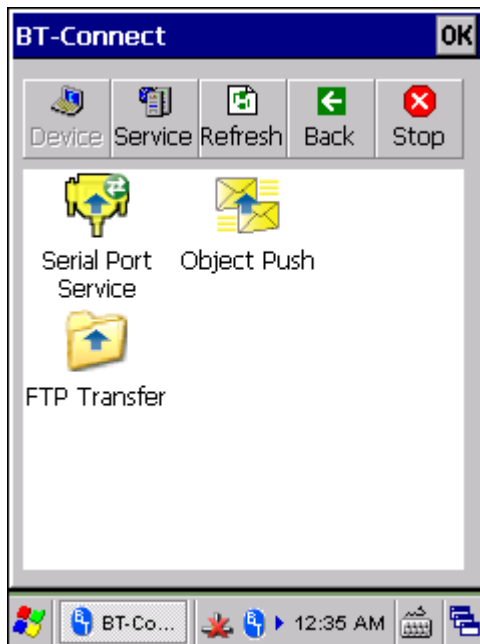 BT-Connect OK
Device Service Refresh Back Stop
Serial Port Service
Object Push
FTP Transfer
BT-Co... 12:35 AM